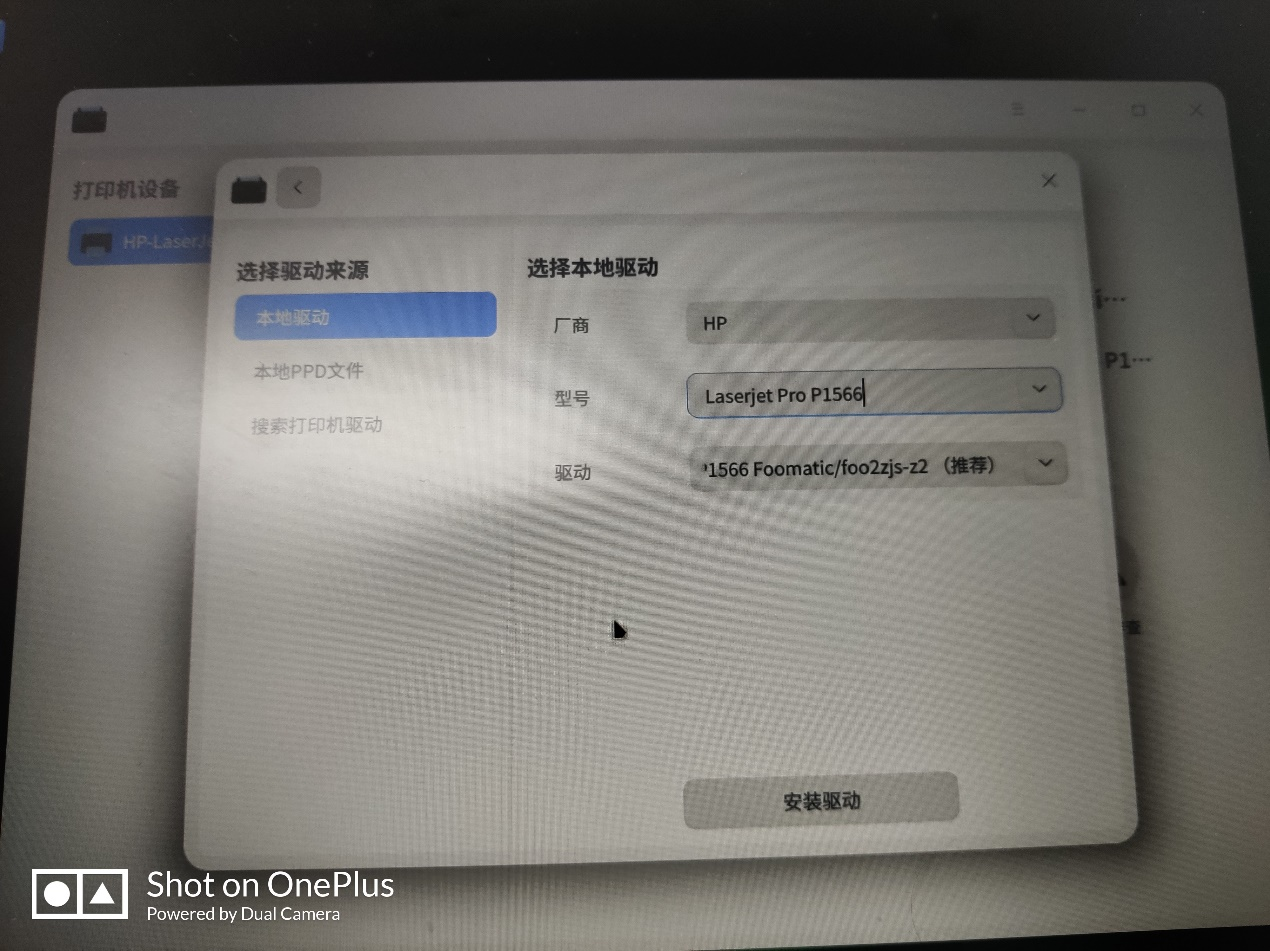 打印机设备
HP-LaserJe
选择驱动来源
本地驱动
本地PPD文件
搜索打印机驱动
选择本地驱动
厂商
HP
型号
Laserjet Pro P1566
驱动
1566 Foomatic/foo2zjs-z2 （推荐）
安装驱动
P1…
Shot on OnePlus
Powered by Dual Camera